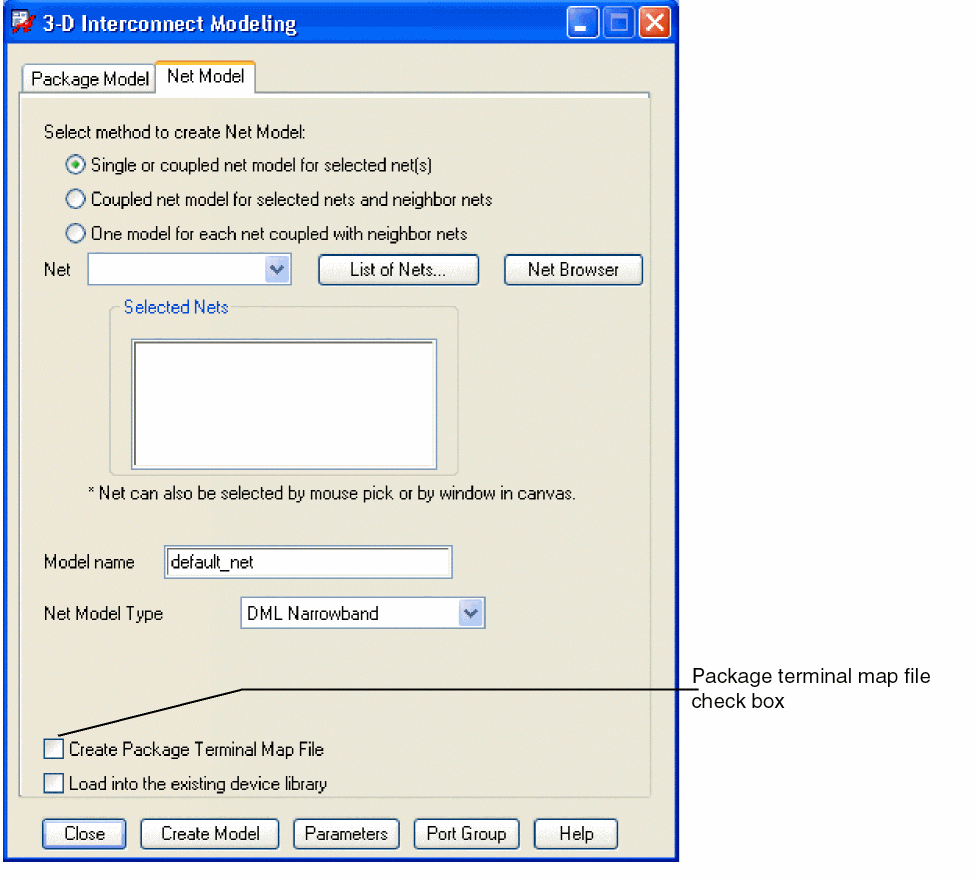 3-D Interconnect Modeling
Package Model
Net Model
Select method to create Net Model:
Single or coupled net model for selected net(s)
Coupled net model for selected nets and neighbor nets
One model for each net coupled with neighbor nets
Net
List of Nets...
Net Browser
Selected Nets
* Net can also be selected by mouse pick or by window in canvas.
Model name
default_net
Net Model Type
DML Narrowband
Package terminal map file
check box
Create Package Terminal Map File
Load into the existing device library
Close
Create Model
Parameters
Port Group
Help